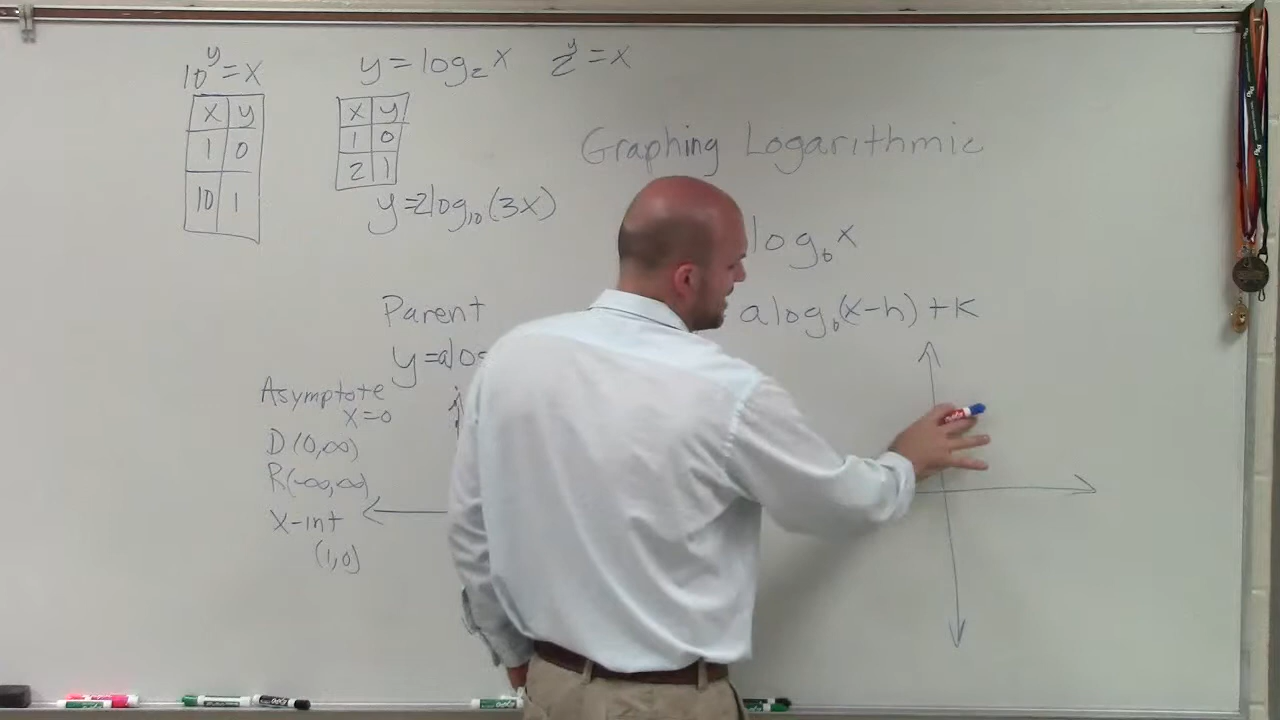 10^y = x
x y
1 0
10 1
y = log₂ x   2^y = x
x y
1 0
2 1
y = 2log₁₀(3x)
Graphing Logarithmic
log_b x
a log_b(x-h) + K
Parent
y = alog
Asymptote
x=0
D (0,∞)
R(-∞,∞)
X-int
(1,0)